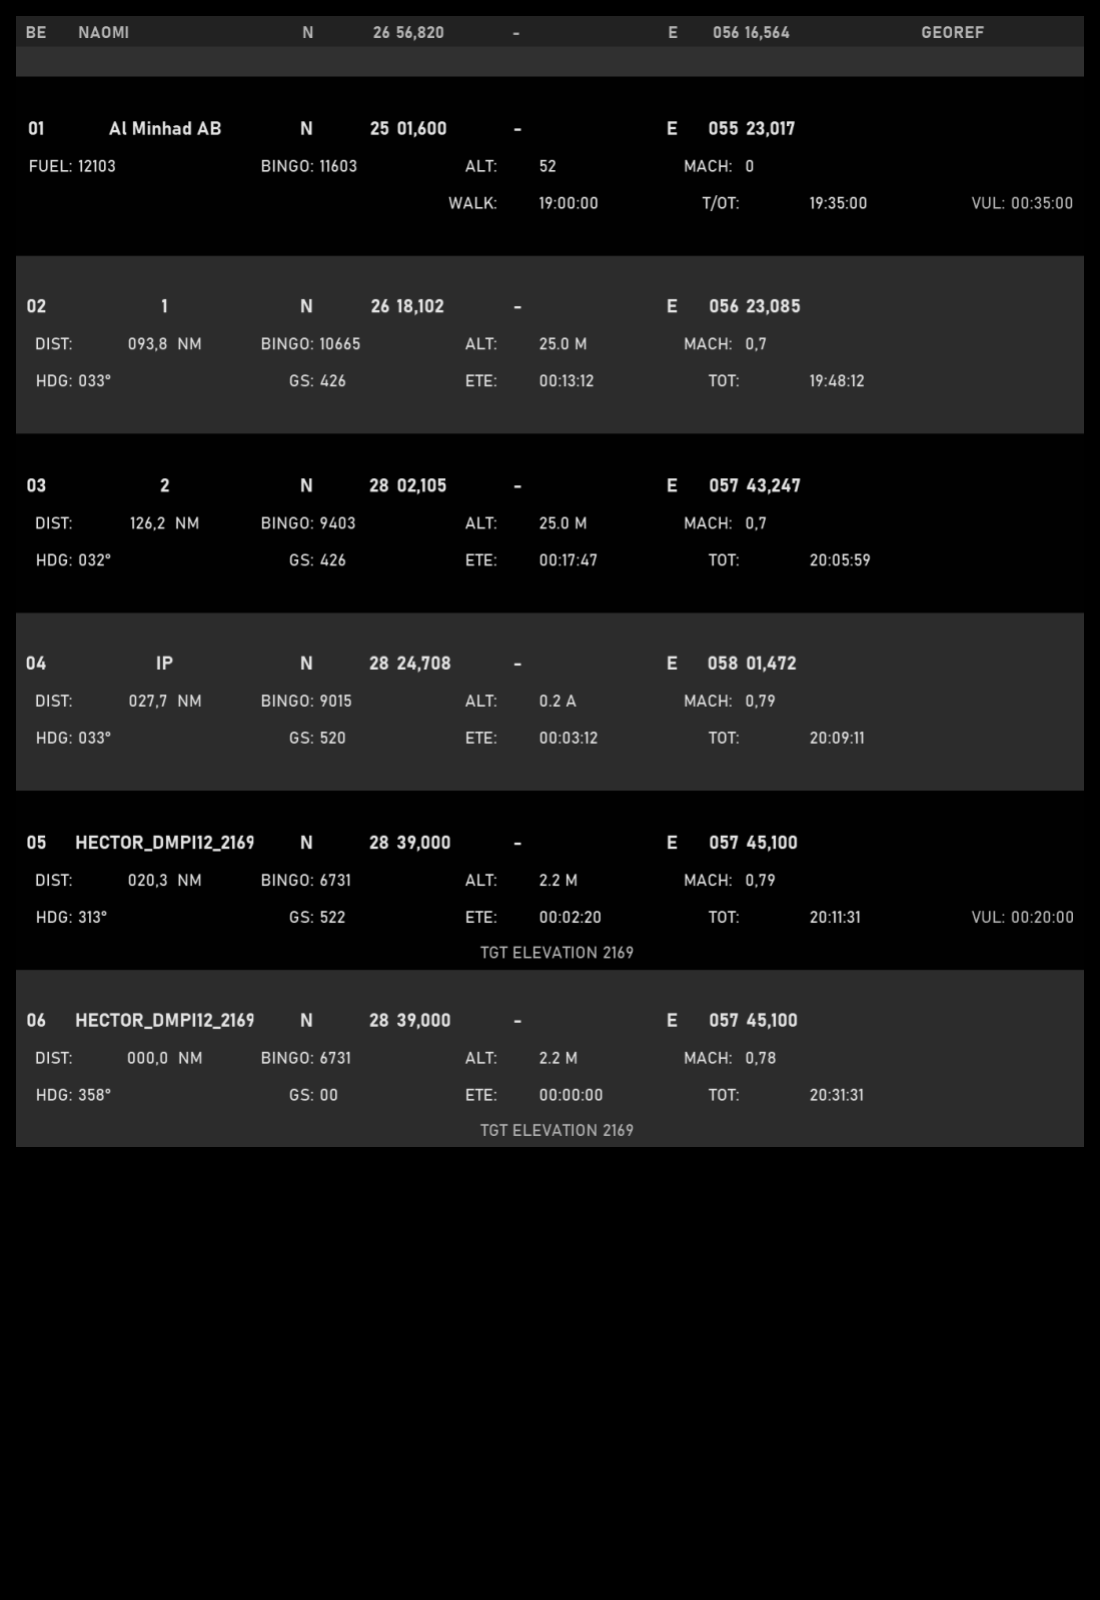 BE NAOMI N 26 56,820 - E 056 16,564 GEOREF
01 Al Minhad AB N 25 01,600 - E 055 23,017
FUEL: 12103 BINGO: 11603 ALT: 52 MACH: 0
WALK: 19:00:00 T/OT: 19:35:00 VUL: 00:35:00
02 1 N 26 18,102 - E 056 23,085
DIST: 093,8 NM BINGO: 10665 ALT: 25.0 M MACH: 0,7
HDG: 033° GS: 426 ETE: 00:13:12 TOT: 19:48:12
03 2 N 28 02,105 - E 057 43,247
DIST: 126,2 NM BINGO: 9403 ALT: 25.0 M MACH: 0,7
HDG: 032° GS: 426 ETE: 00:17:47 TOT: 20:05:59
04 IP N 28 24,708 - E 058 01,472
DIST: 027,7 NM BINGO: 9015 ALT: 0.2 A MACH: 0,79
HDG: 033° GS: 520 ETE: 00:03:12 TOT: 20:09:11
05 HECTOR_DMPI12_2169 N 28 39,000 - E 057 45,100
DIST: 020,3 NM BINGO: 6731 ALT: 2.2 M MACH: 0,79
HDG: 313° GS: 522 ETE: 00:02:20 TOT: 20:11:31 VUL: 00:20:00
TGT ELEVATION 2169
06 HECTOR_DMPI12_2169 N 28 39,000 - E 057 45,100
DIST: 000,0 NM BINGO: 6731 ALT: 2.2 M MACH: 0,78
HDG: 358° GS: 00 ETE: 00:00:00 TOT: 20:31:31
TGT ELEVATION 2169